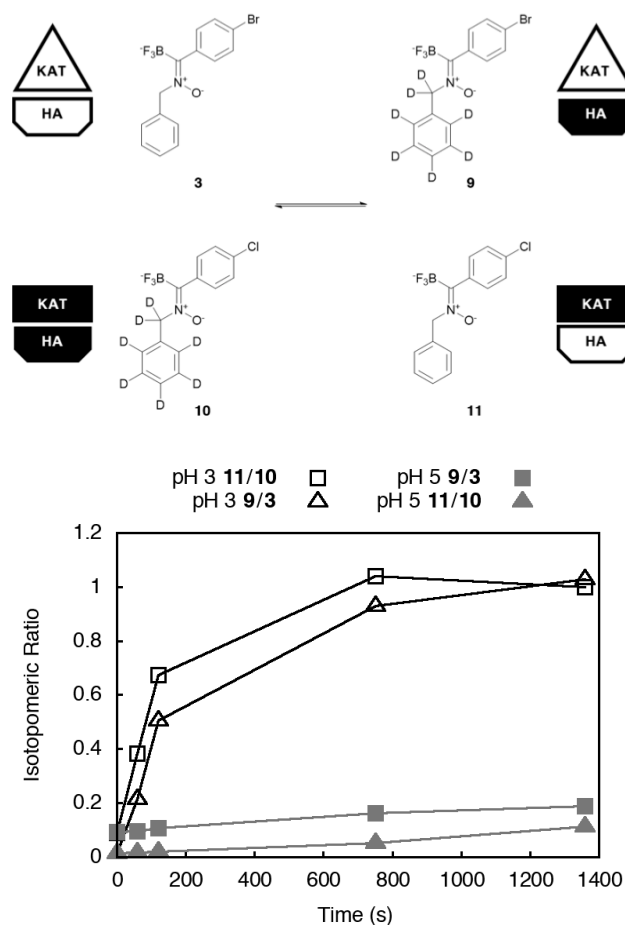 KAT
HA
-F3B
Br
N+
O-
3
-F3B
Br
D
D
N+
O-
D
D
D
D
D
9
KAT
HA
KAT
HA
-F3B
Cl
D
D
N+
O-
D
D
D
D
D
10
-F3B
Cl
N+
O-
11
KAT
HA
pH 3 11/10
pH 5 9/3
pH 3 9/3
pH 5 11/10
1.2
1
0.8
0.6
0.4
0.2
0
Isotopomeric Ratio
0 200 400 600 800 1000 1200 1400
Time (s)